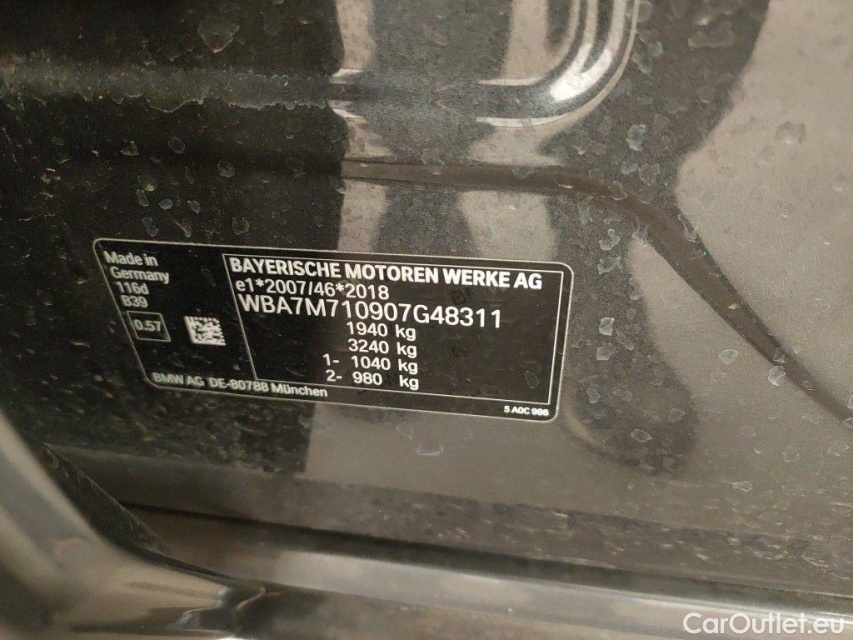 Made in
Germany
116d
B39
0.57
BAYERISCHE MOTOREN WERKE AG
e1*2007/46*2018
WBA7M710907G48311
1940 kg
3240 kg
1- 1040 kg
2- 980 kg
BMW AG DE-80788 München
5 A0C 986
CarOutlet.eu